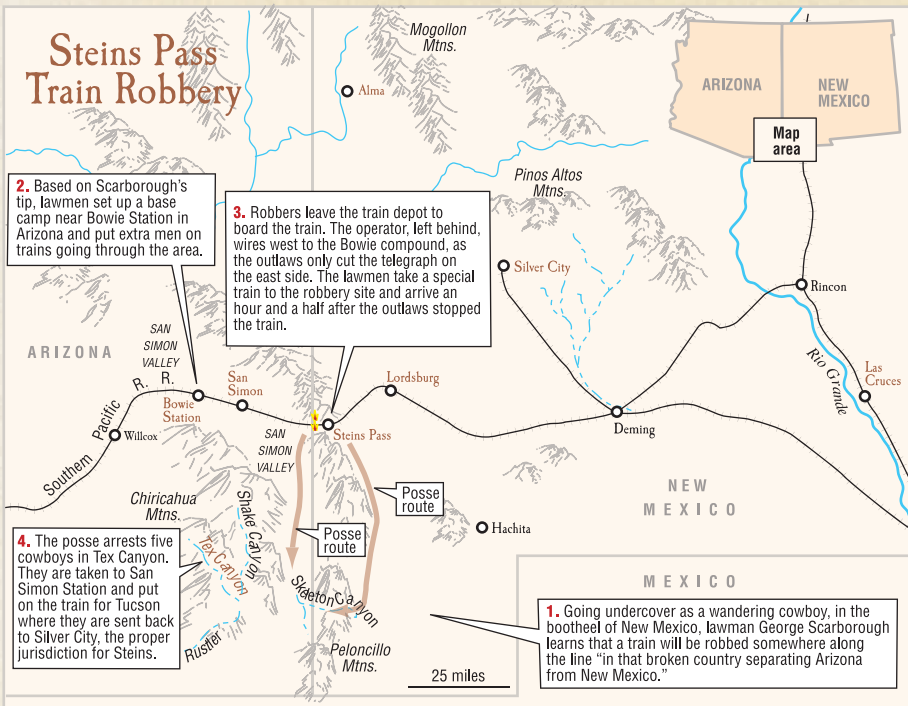 Steins Pass
Train Robbery
Mogollon
Mtns.
Alma
ARIZONA
NEW
MEXICO
Map
area
2. Based on Scarborough's
tip, lawmen set up a base
camp near Bowie Station in
Arizona and put extra men on
trains going through the area.
3. Robbers leave the train depot to
board the train. The operator, left behind,
wires west to the Bowie compound, as
the outlaws only cut the telegraph on
the east side. The lawmen take a special
train to the robbery site and arrive an
hour and a half after the outlaws stopped
the train.
Pinos Altos
Mtns.
Silver City
Rincon
Rio Grande
Las
Cruces
ARIZONA
SAN
SIMON
VALLEY
Southern Pacific R. R.
Bowie
Station
San
Simon
Willcox
Lordsburg
SAN
SIMON
VALLEY
Steins Pass
Deming
NEW
MEXICO
Chiricahua
Mtns.
Shake Canyon
Tex Canyon
Posse
route
Posse
route
Hachita
4. The posse arrests five
cowboys in Tex Canyon.
They are taken to San
Simon Station and put
on the train for Tucson
where they are sent back
to Silver City, the proper
jurisdiction for Steins.
Rustler
Skeleton Canyon
Peloncillo
Mtns.
25 miles
MEXICO
1. Going undercover as a wandering cowboy, in the
bootheel of New Mexico, lawman George Scarborough
learns that a train will be robbed somewhere along
the line "in that broken country separating Arizona
from New Mexico."